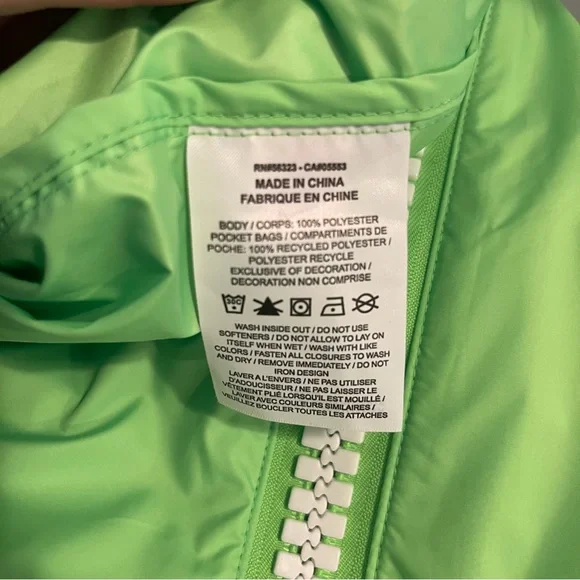 RN#56323 - CA#05553
MADE IN CHINA
FABRIQUE EN CHINE
BODY / CORPS: 100% POLYESTER
POCKET BAGS / COMPARTIMENTS DE
POCHE: 100% RECYCLED POLYESTER /
POLYESTER RECYCLE
EXCLUSIVE OF DECORATION /
DECORATION NON COMPRISE
30C
WASH INSIDE OUT / DO NOT USE
SOFTENERS / DO NOT ALLOW TO LAY ON
ITSELF WHEN WET / WASH WITH LIKE
COLORS / FASTEN ALL CLOSURES TO WASH
AND DRY / REMOVE IMMEDIATELY / DO NOT
IRON DESIGN
LAVER A L'ENVERS / NE PAS UTILISER
D'ADOUCISSEUR / NE PAS LAISSER LE
VÊTEMENT PLIÉ LORSQU'IL EST MOUILLÉ /
LAVER AVEC COULEURS SIMILAIRES /
VEUILLEZ BOUCLER TOUTES LES ATTACHES